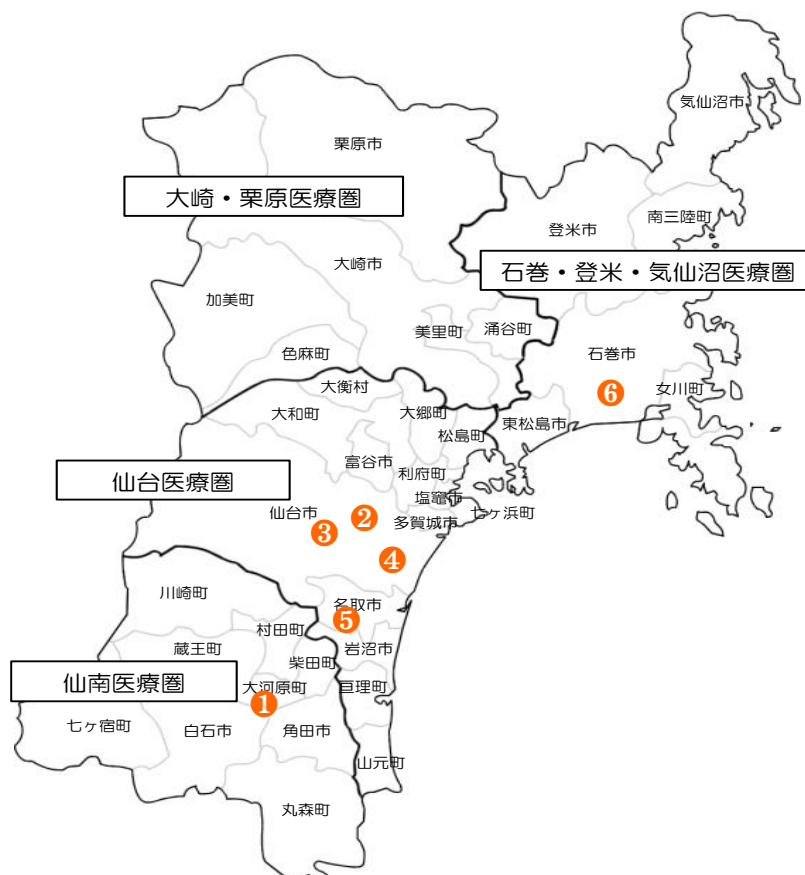 気仙沼市
栗原市
大崎・栗原医療圏
南三陸町
登米市
大崎市
石巻・登米・気仙沼医療圏
加美町
美里町
涌谷町
色麻町
石巻市
大衡村
女川町
6
大和町
大郷町
東松島市
松島町
富谷市
利府町
仙台医療圏
塩竈市
仙台市
2
多賀城市
七ヶ浜町
3
4
川崎町
名取市
5
村田町
岩沼市
蔵王町
柴田町
仙南医療圏
大河原町
亘理町
1
七ヶ宿町
白石市
角田市
山元町
丸森町